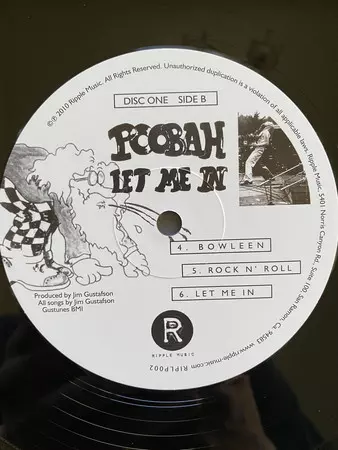 ©℗ 2010 Ripple Music. All Rights Reserved. Unauthorized duplication is a violation of all applicable laws. Ripple Music, 5401 Norris Canyon Rd., Suite 100, San Ramon, CA 94583 www.ripple-music.com RIPLP002
DISC ONE SIDE B
POOBAH
LET ME IN
4. BOWLEEN
5. ROCK N' ROLL
6. LET ME IN
Produced by Jim Gustafson
All songs by Jim Gustafson
Gustunes BMI
R
RIPPLE MUSIC